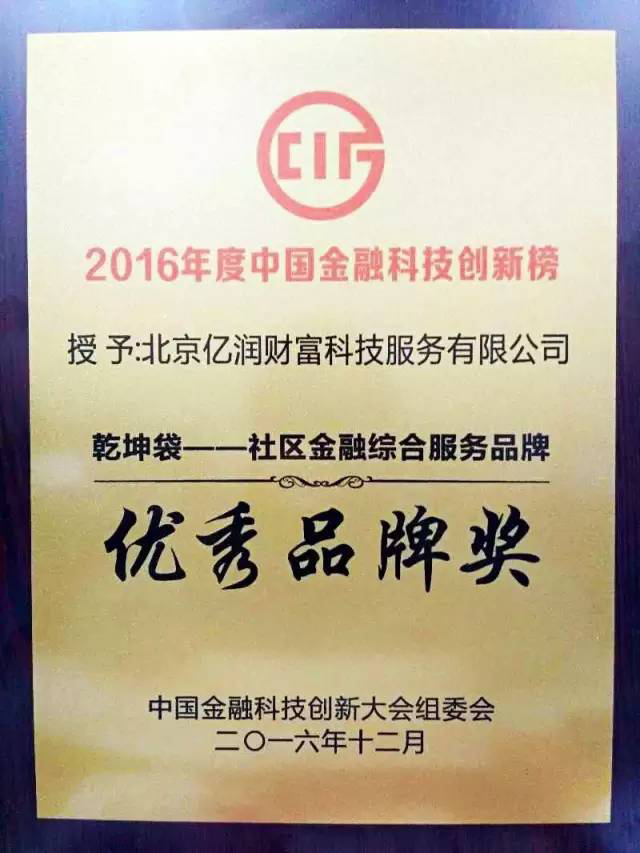 CIF
2016年度中国金融科技创新榜
授 予:北京亿润财富科技服务有限公司
乾坤袋——社区金融综合服务品牌
优秀品牌奖
中国金融科技创新大会组委会
二〇一六年十二月